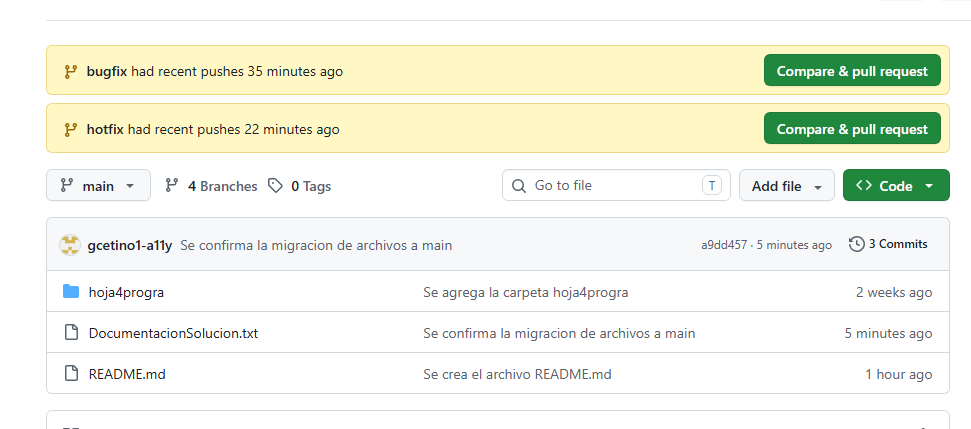 bugfix had recent pushes 35 minutes ago Compare & pull request
hotfix had recent pushes 22 minutes ago Compare & pull request
main 4 Branches 0 Tags Go to file T Add file Code
gcetino1-a11y Se confirma la migracion de archivos a main a9dd457 · 5 minutes ago 3 Commits
hoja4progra Se agrega la carpeta hoja4progra 2 weeks ago
DocumentacionSolucion.txt Se confirma la migracion de archivos a main 5 minutes ago
README.md Se crea el archivo README.md 1 hour ago